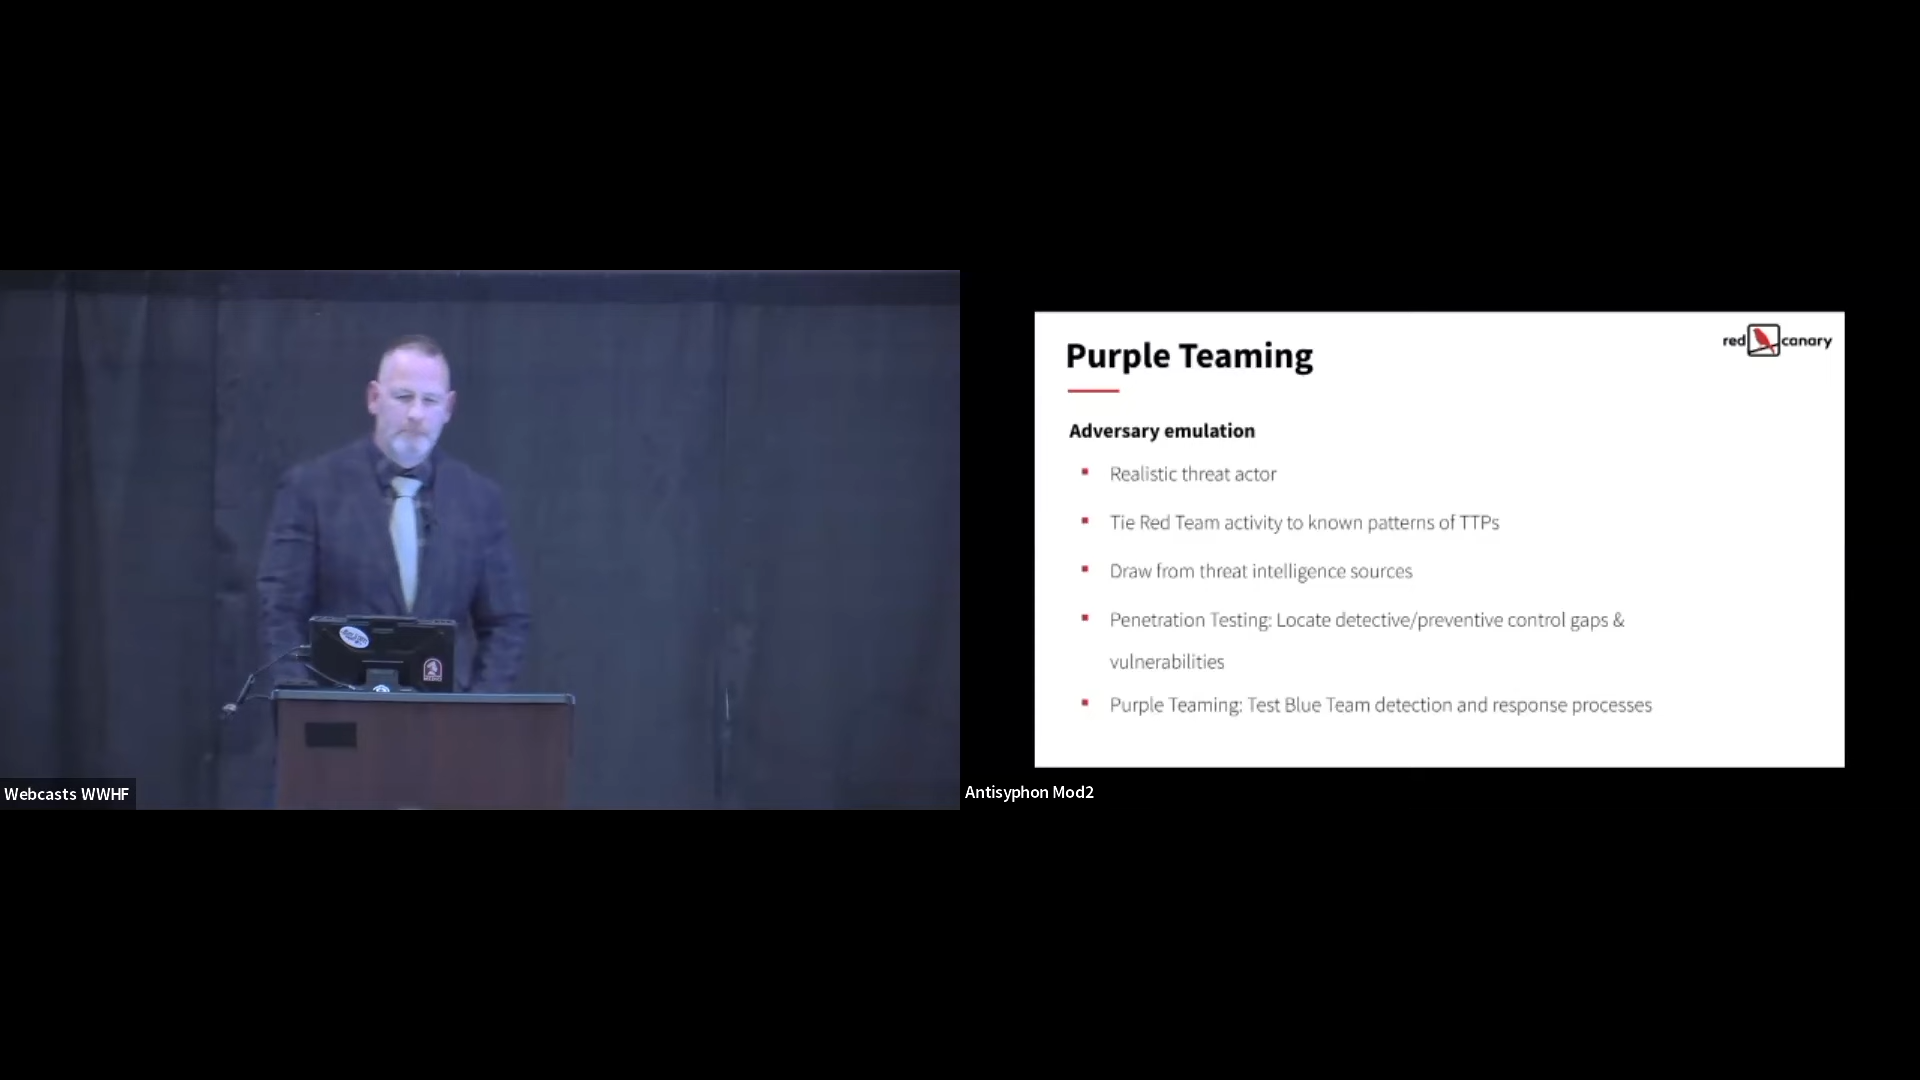 Webcasts WWHF
red canary
Purple Teaming
Adversary emulation
Realistic threat actor
Tie Red Team activity to known patterns of TTPs
Draw from threat intelligence sources
Penetration Testing: Locate detective/preventive control gaps &
vulnerabilities
Purple Teaming: Test Blue Team detection and response processes
Antisyphon Mod2